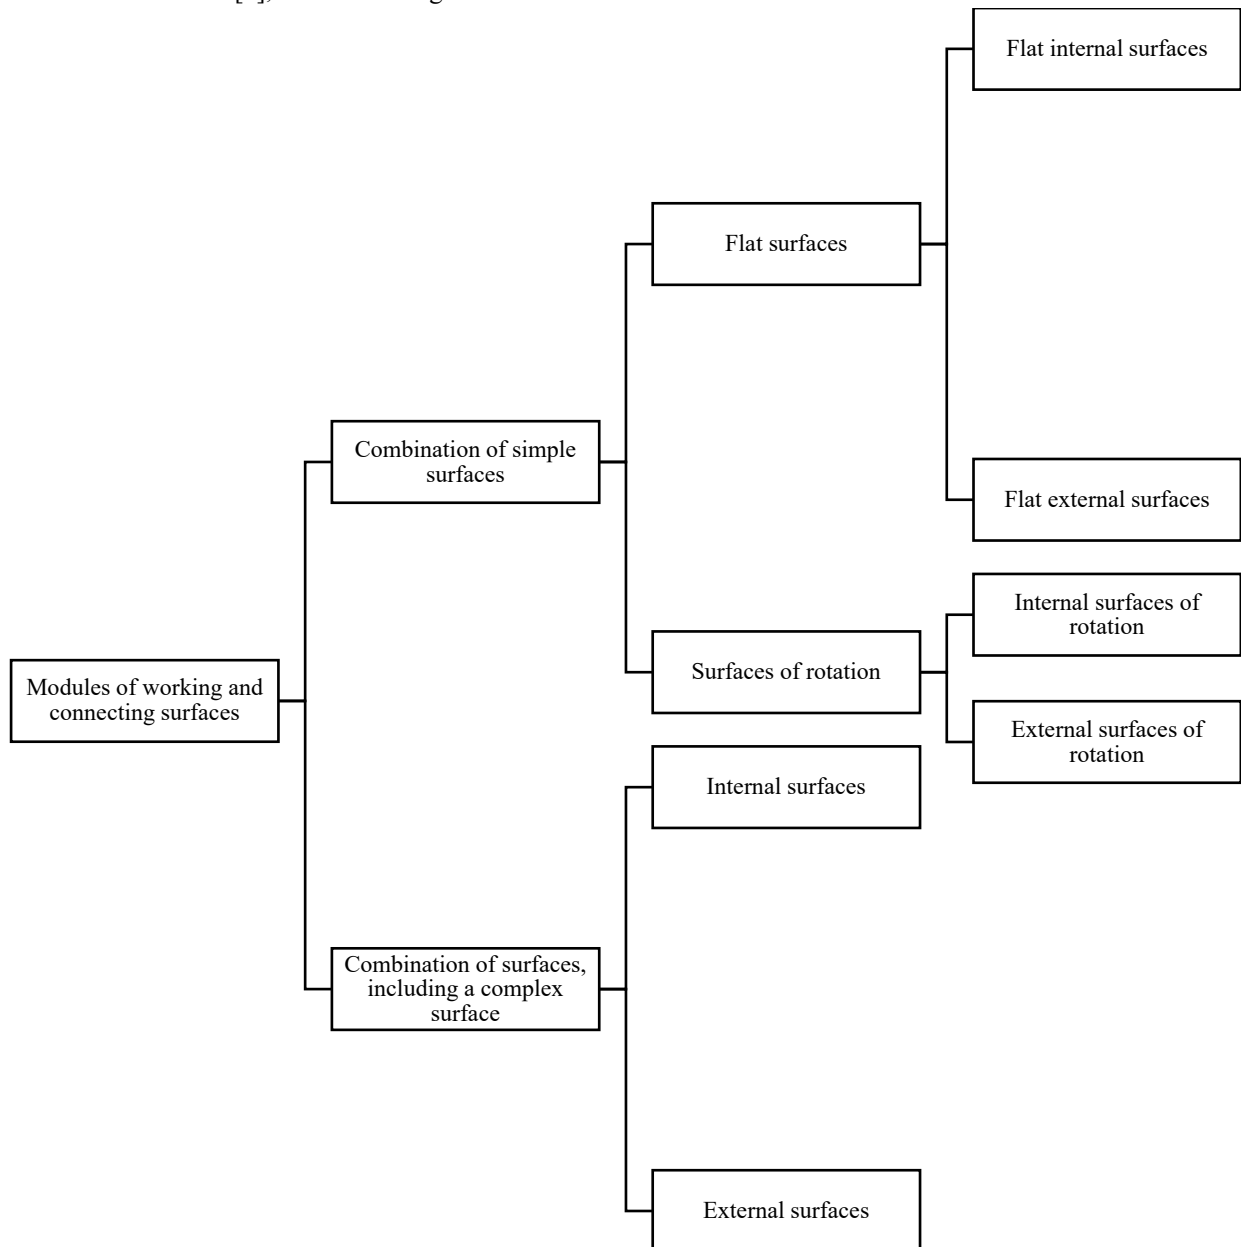 Flat internal surfaces
Flat surfaces
Combination of simple
surfaces
Flat external surfaces
Internal surfaces of
rotation
Surfaces of rotation
Modules of working and
connecting surfaces
External surfaces of
rotation
Internal surfaces
Combination of surfaces,
including a complex
surface
External surfaces